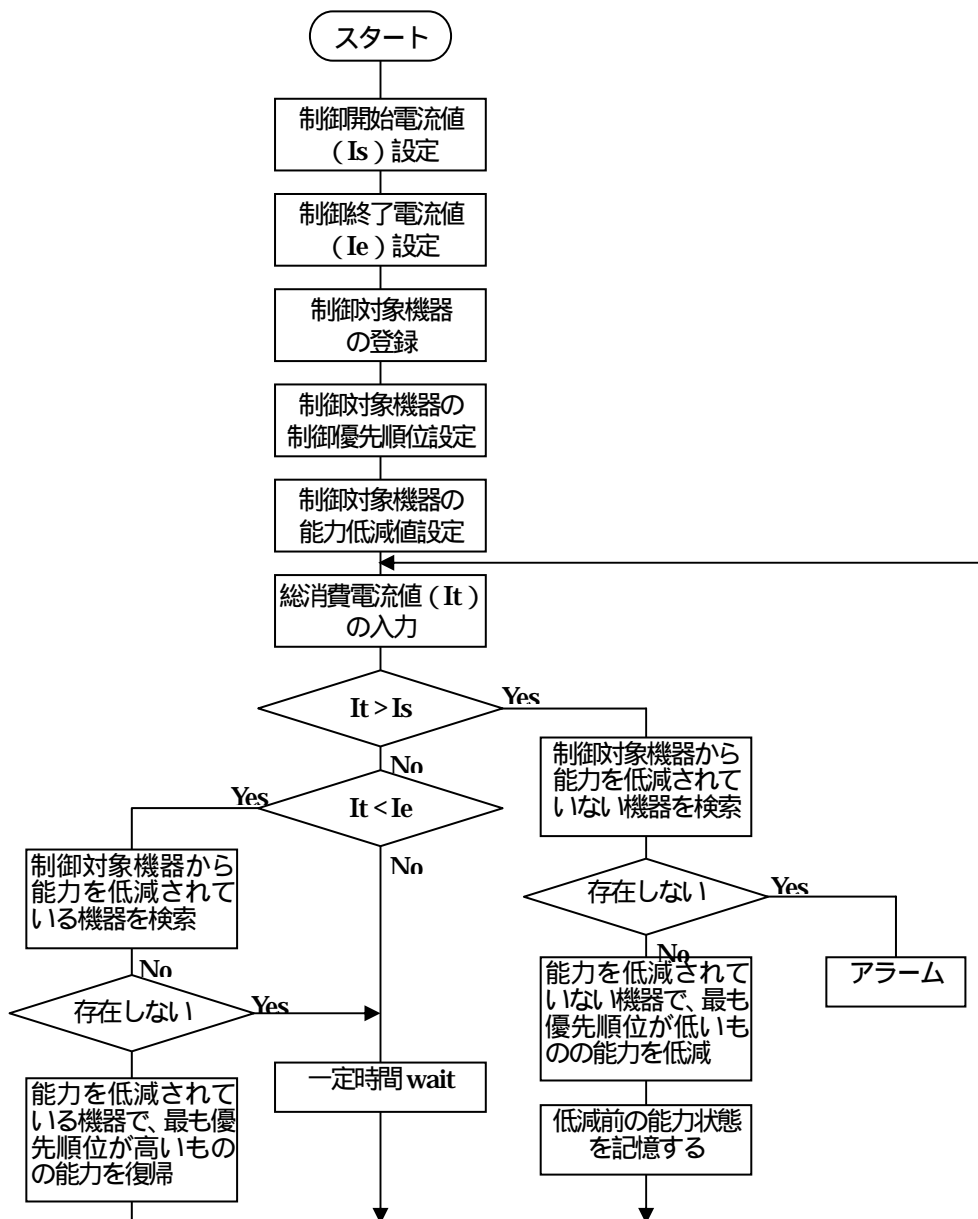 スタート
制御開始電流値
（Is）設定
制御終了電流値
（Ie）設定
制御対象機器
の登録
制御対象機器の
制御優先順位設定
制御対象機器の
能力低減値設定
総消費電流値（It）
の入力
It > Is
Yes
No
制御対象機器から
能力を低減されて
いない機器を検索
存在しない
Yes
No
アラーム
能力を低減されて
いない機器で、最も
優先順位が低いも
のの能力を低減
低減前の能力状態
を記憶する
It < Ie
Yes
No
制御対象機器から
能力を低減されて
いる機器を検索
No
存在しない
Yes
能力を低減されて
いる機器で、最も優
先順位が高いもの
の能力を復帰
一定時間 wait